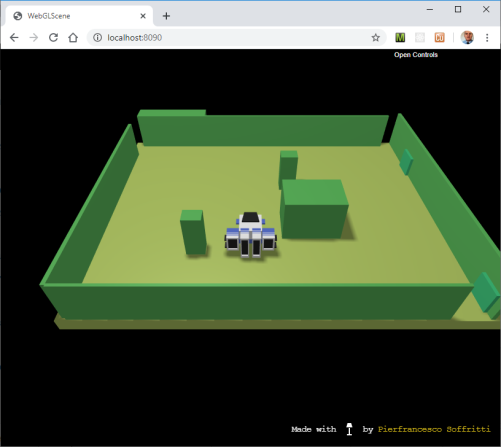 WebGLScene
localhost:8090
Open Controls
Made with by Pierfrancesco Soffritti